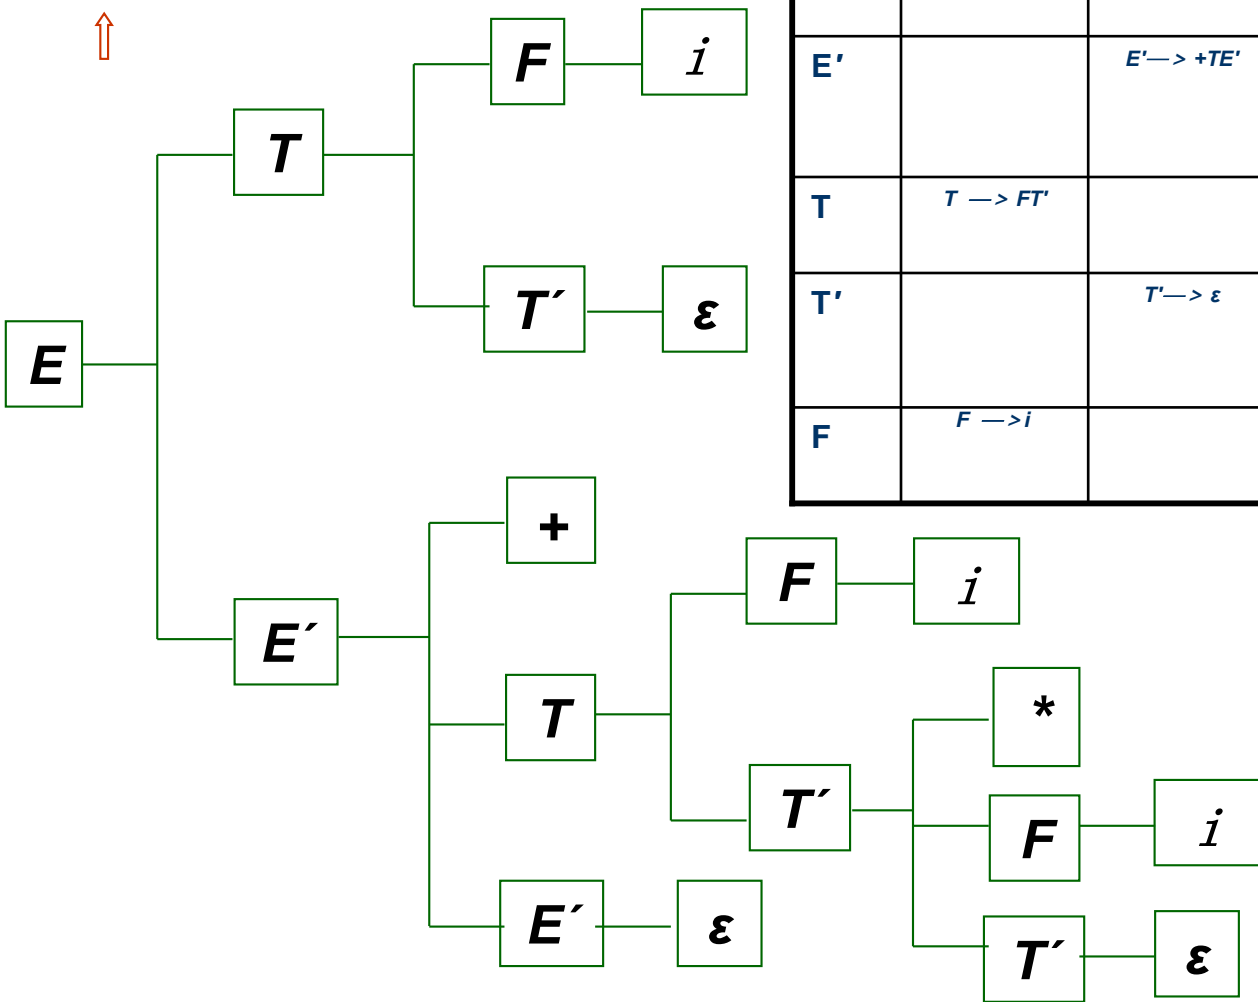 F
i
E′
E′—> +TE′
T
T —> FT′
T
T′
—> ε
T′
ε
T′
T′—> ε
E
F
F —>i
+
F
i
E′
*
T
T′
F
i
E′
ε
T′
ε